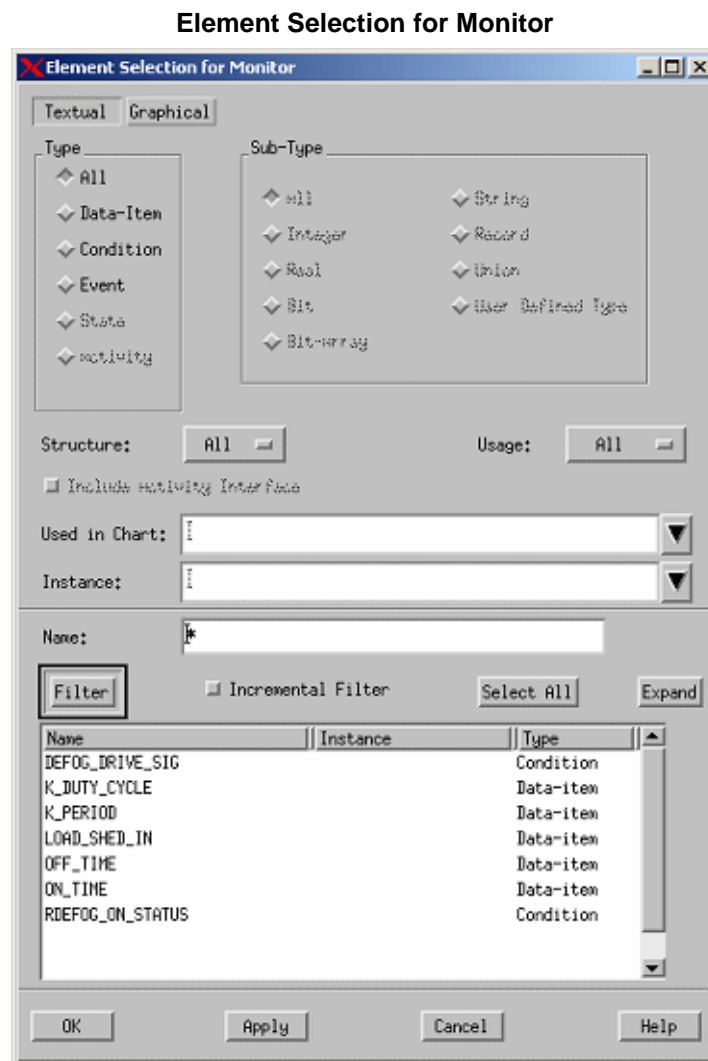 Element Selection for Monitor
Element Selection for Monitor
Textual Graphical
Type
All
Data-Item
Condition
Event
State
Activity
Sub-Type
All
Integer
Real
Bit
Bit-Array
String
Record
Union
User Defined Type
Structure: All
Usage: All
Include Activity Interface
Used in Chart:
Instance:
Name: *
Filter Incremental Filter Select All Expand
Name Instance Type
DEFOG_DRIVE_SIG Condition
K_DUTY_CYCLE Data-item
K_PERIOD Data-item
LOAD_SHED_IN Data-item
OFF_TIME Data-item
ON_TIME Data-item
RDEFOG_ON_STATUS Condition
OK Apply Cancel Help